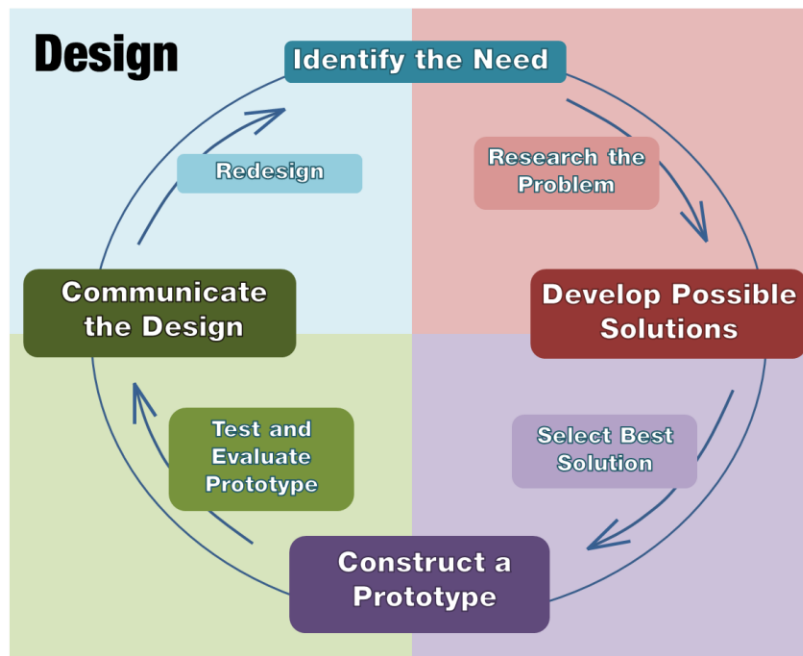 Design
Identify the Need
Research the
Problem
Develop Possible
Solutions
Select Best
Solution
Construct a
Prototype
Test and
Evaluate
Prototype
Communicate
the Design
Redesign